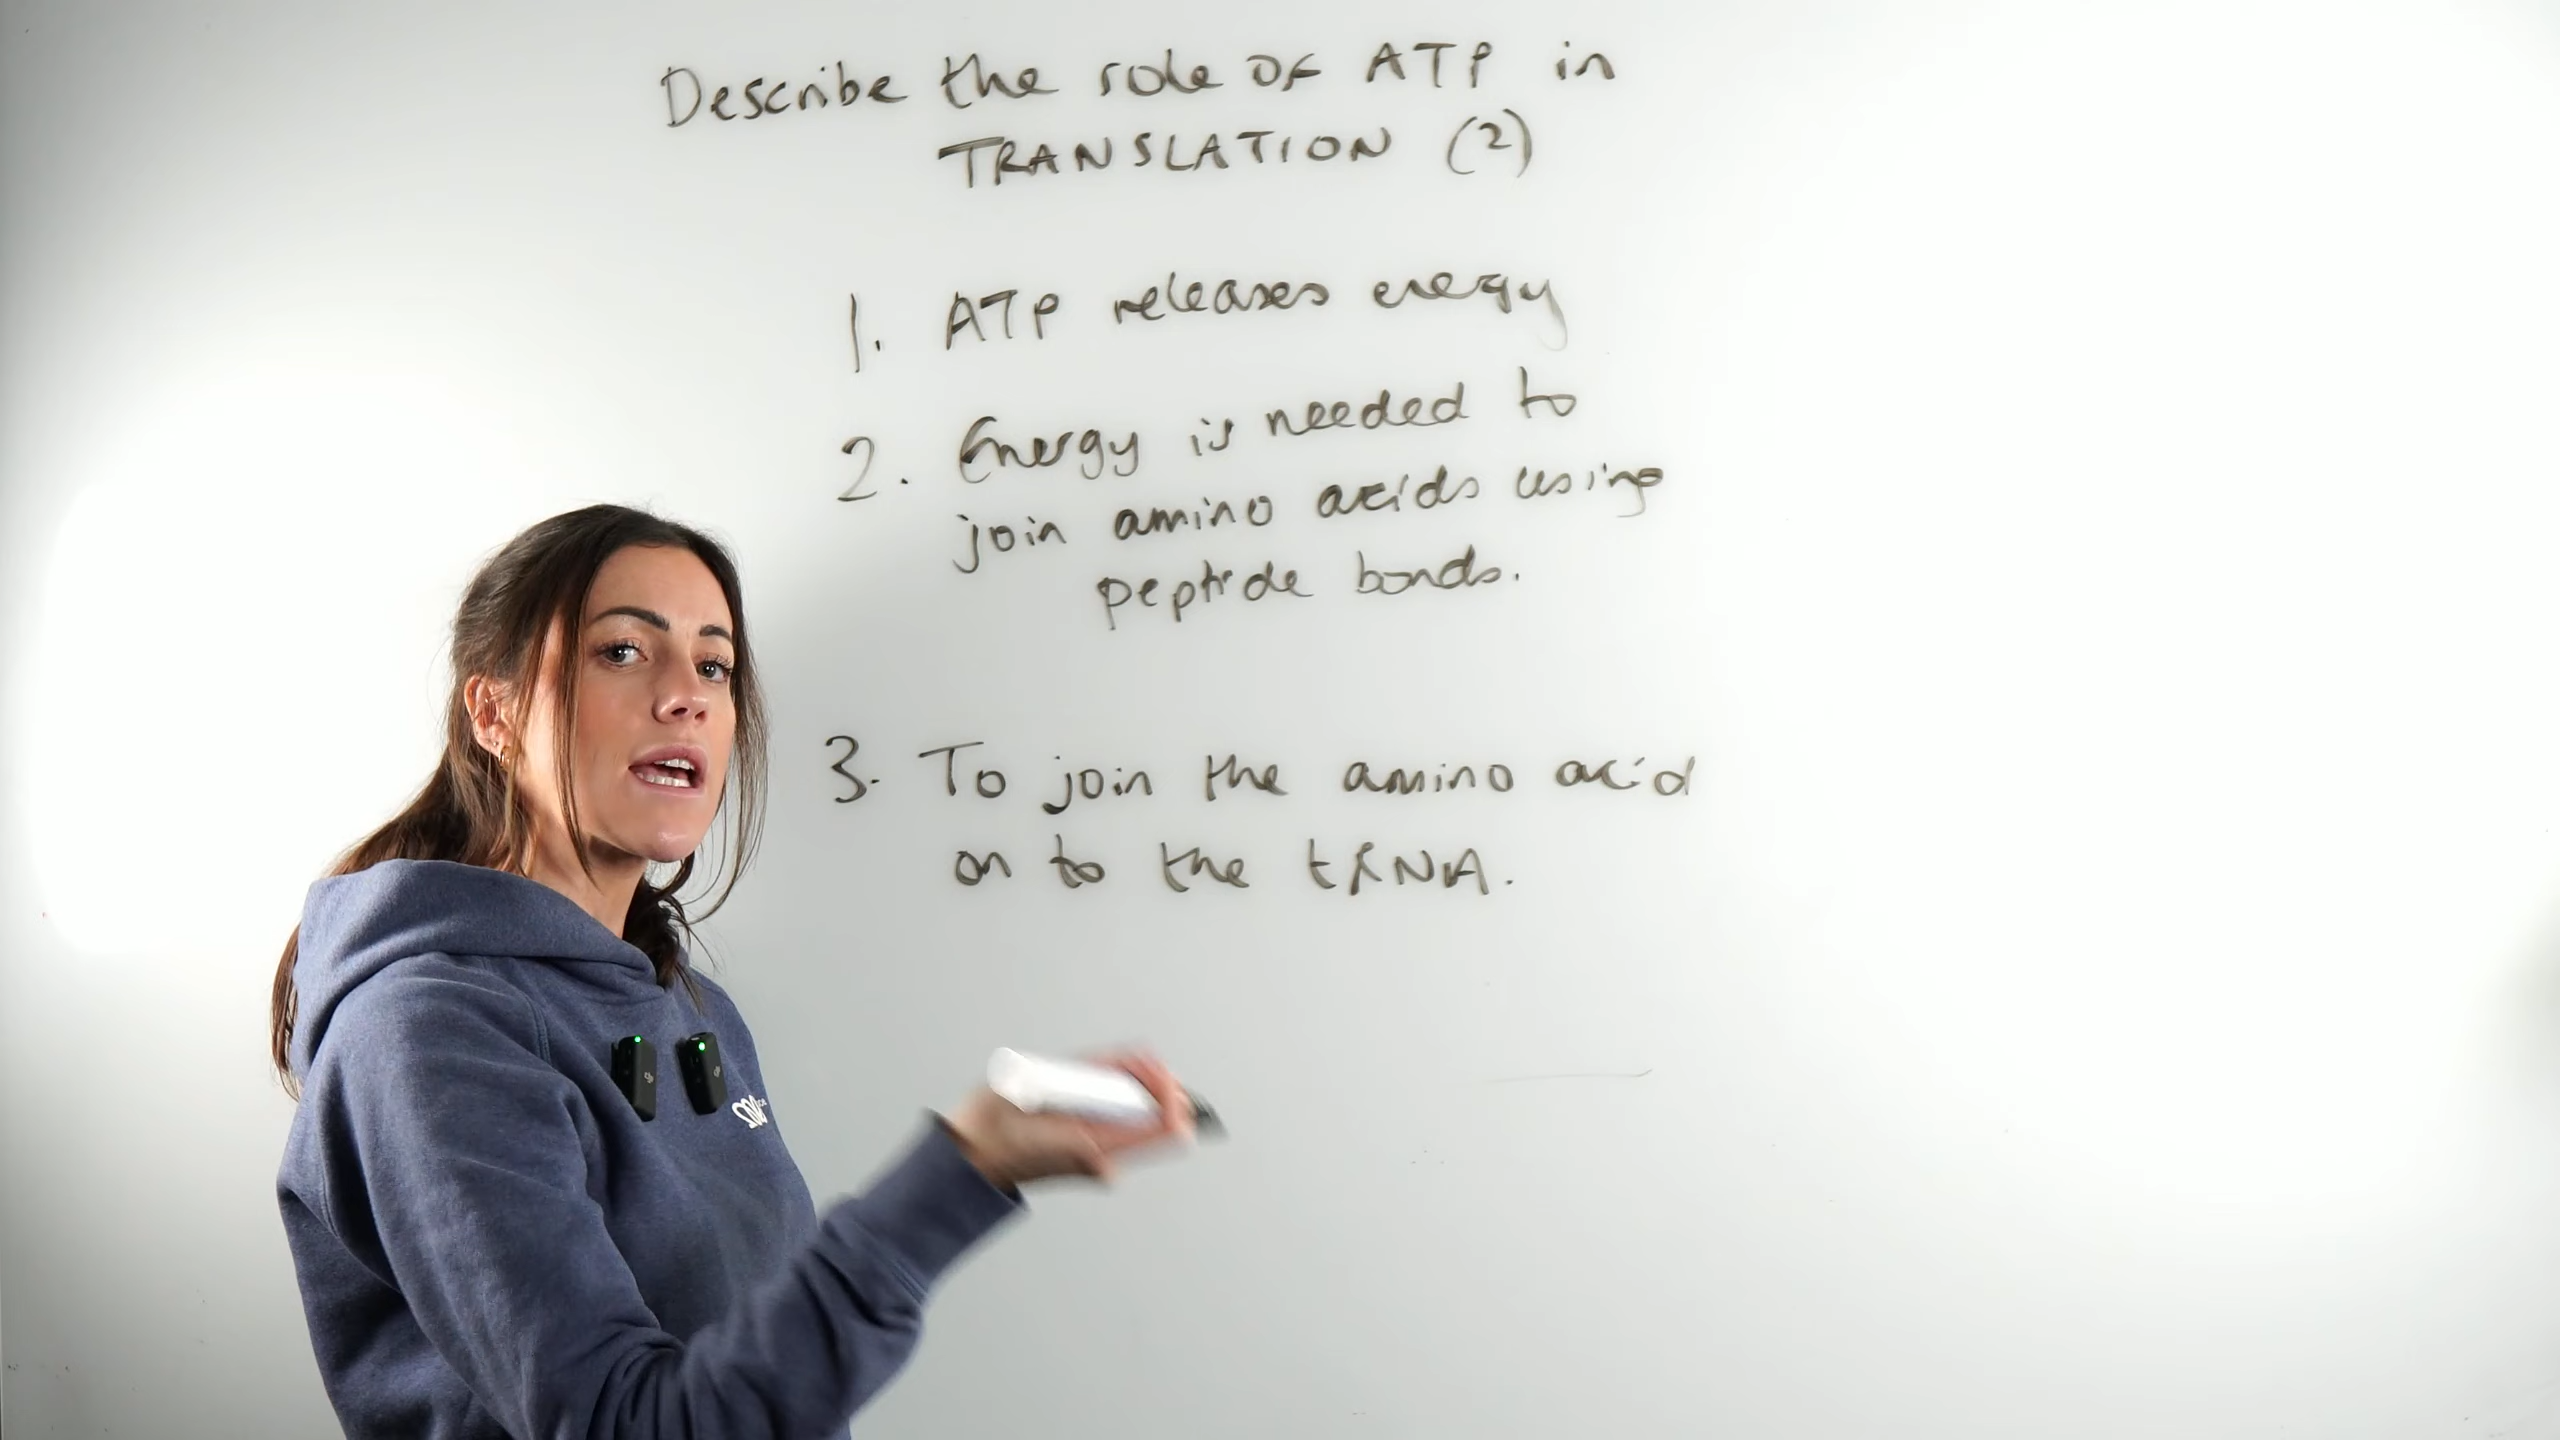 Describe the role OF ATP in
TRANSLATION (2)
1. ATP releases energy
2. Energy is needed to
join amino acids using
peptide bonds.
3. To join the amino acid
on to the tRNA.